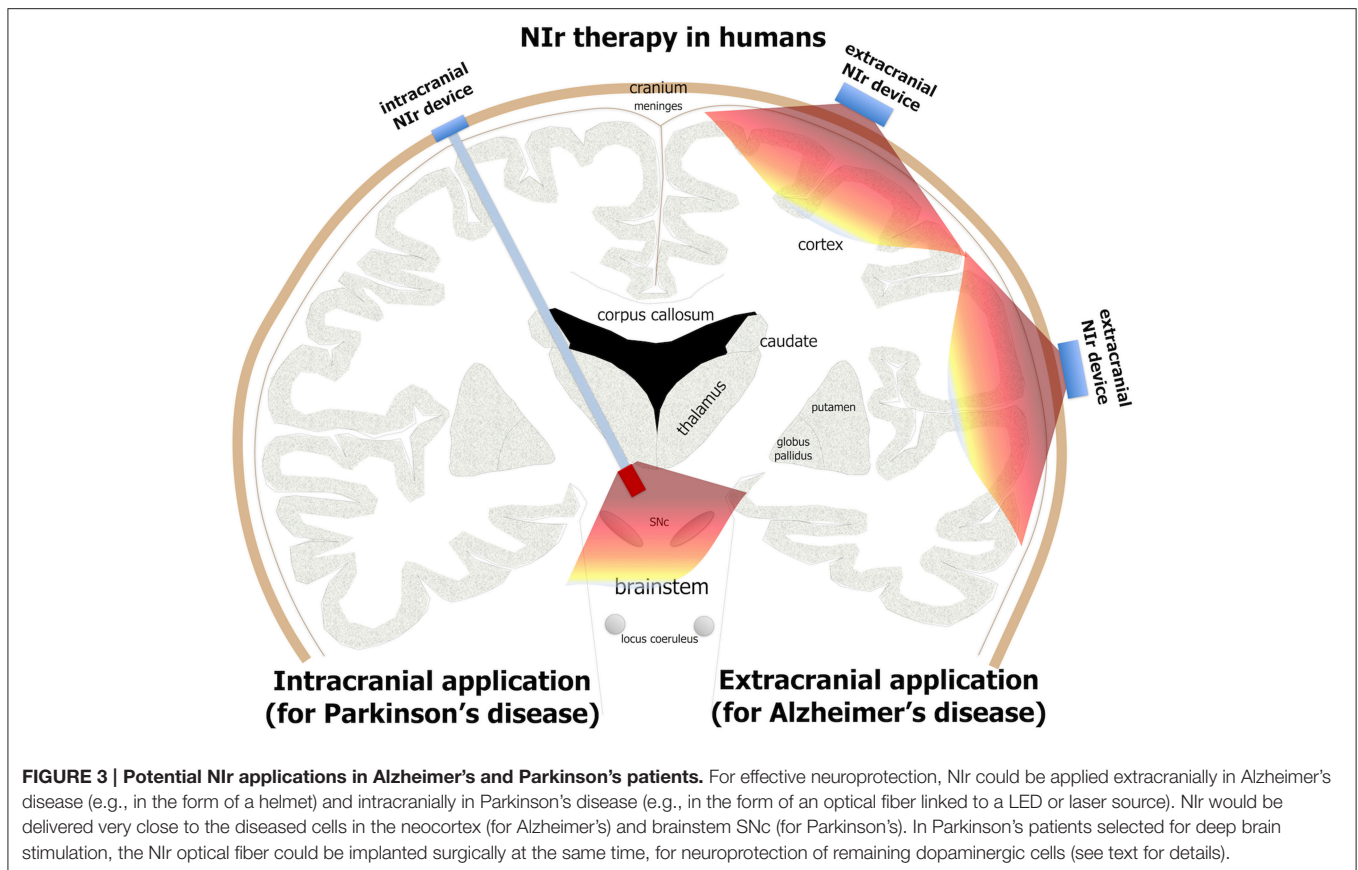 NIr therapy in humans
intracranial
NIr device
extracranial
NIr device
cranium
meninges
cortex
extracranial
NIr device
corpus callosum
caudate
thalamus
putamen
globus
pallidus
SNc
brainstem
locus coeruleus
Intracranial application
(for Parkinson's disease)
Extracranial application
(for Alzheimer's disease)
FIGURE 3 | Potential NIr applications in Alzheimer's and Parkinson's patients. For effective neuroprotection, NIr could be applied extracranially in Alzheimer's
disease (e.g., in the form of a helmet) and intracranially in Parkinson's disease (e.g., in the form of an optical fiber linked to a LED or laser source). NIr would be
delivered very close to the diseased cells in the neocortex (for Alzheimer's) and brainstem SNc (for Parkinson's). In Parkinson's patients selected for deep brain
stimulation, the NIr optical fiber could be implanted surgically at the same time, for neuroprotection of remaining dopaminergic cells (see text for details).